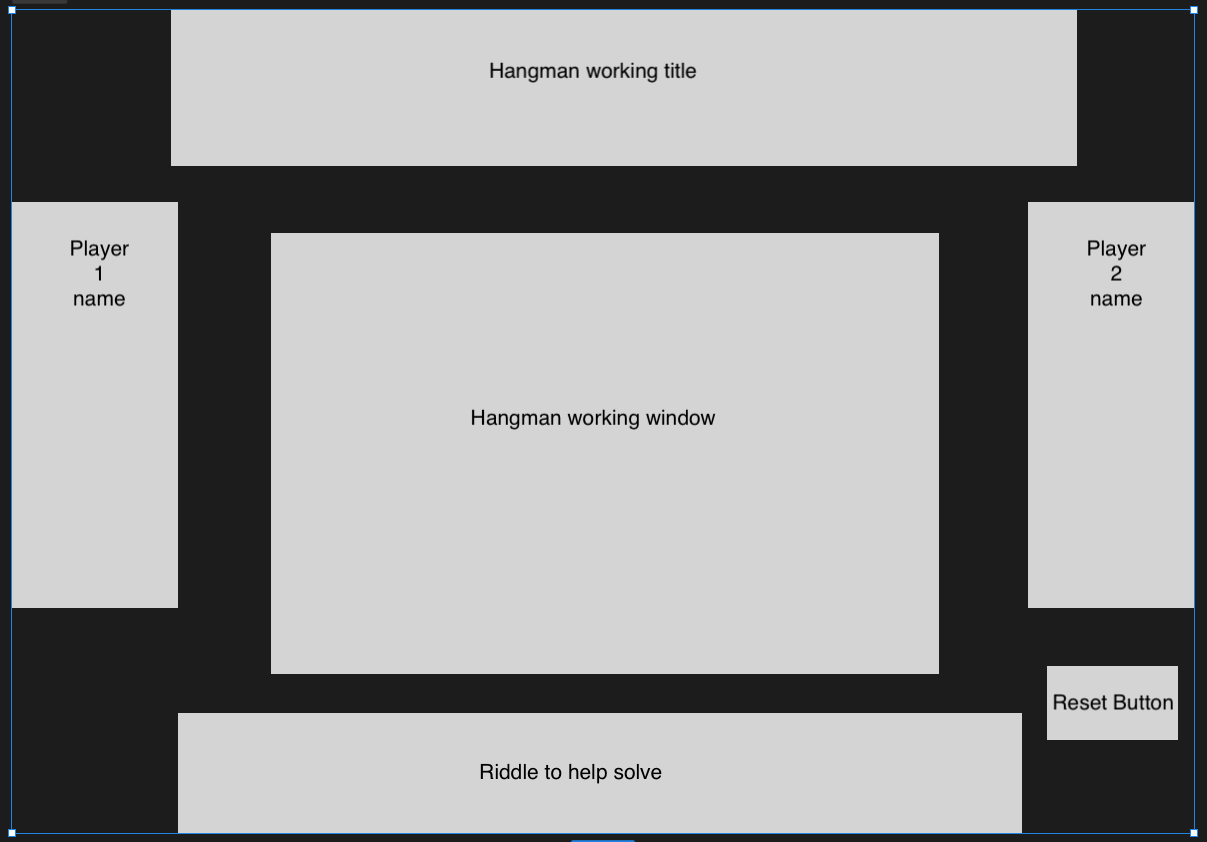 Hangman working title
Player
1
name
Player
2
name
Hangman working window
Reset Button
Riddle to help solve